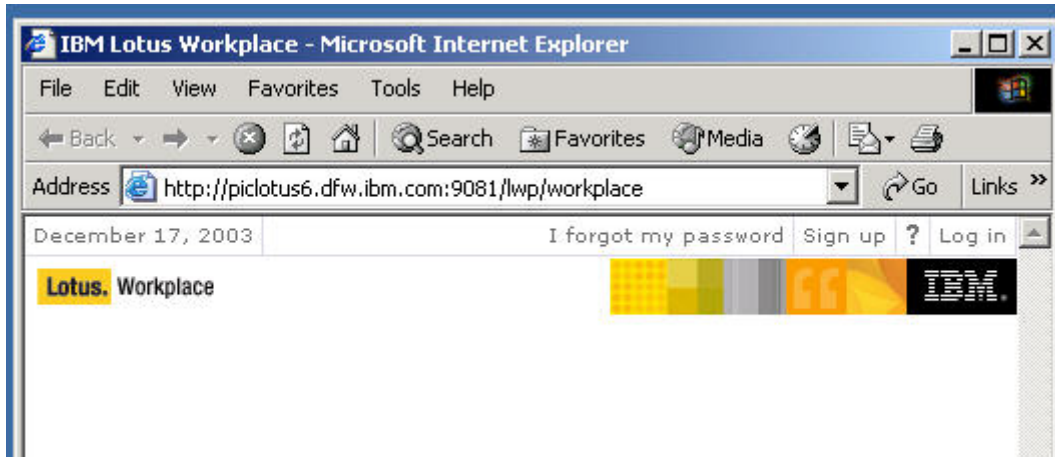 IBM Lotus Workplace - Microsoft Internet Explorer
File Edit View Favorites Tools Help
Back Search Favorites Media
Address http://piclotus6.dfw.ibm.com:9081/lwp/workplace Go Links »
December 17, 2003 I forgot my password Sign up ? Log in
Lotus. Workplace IBM.